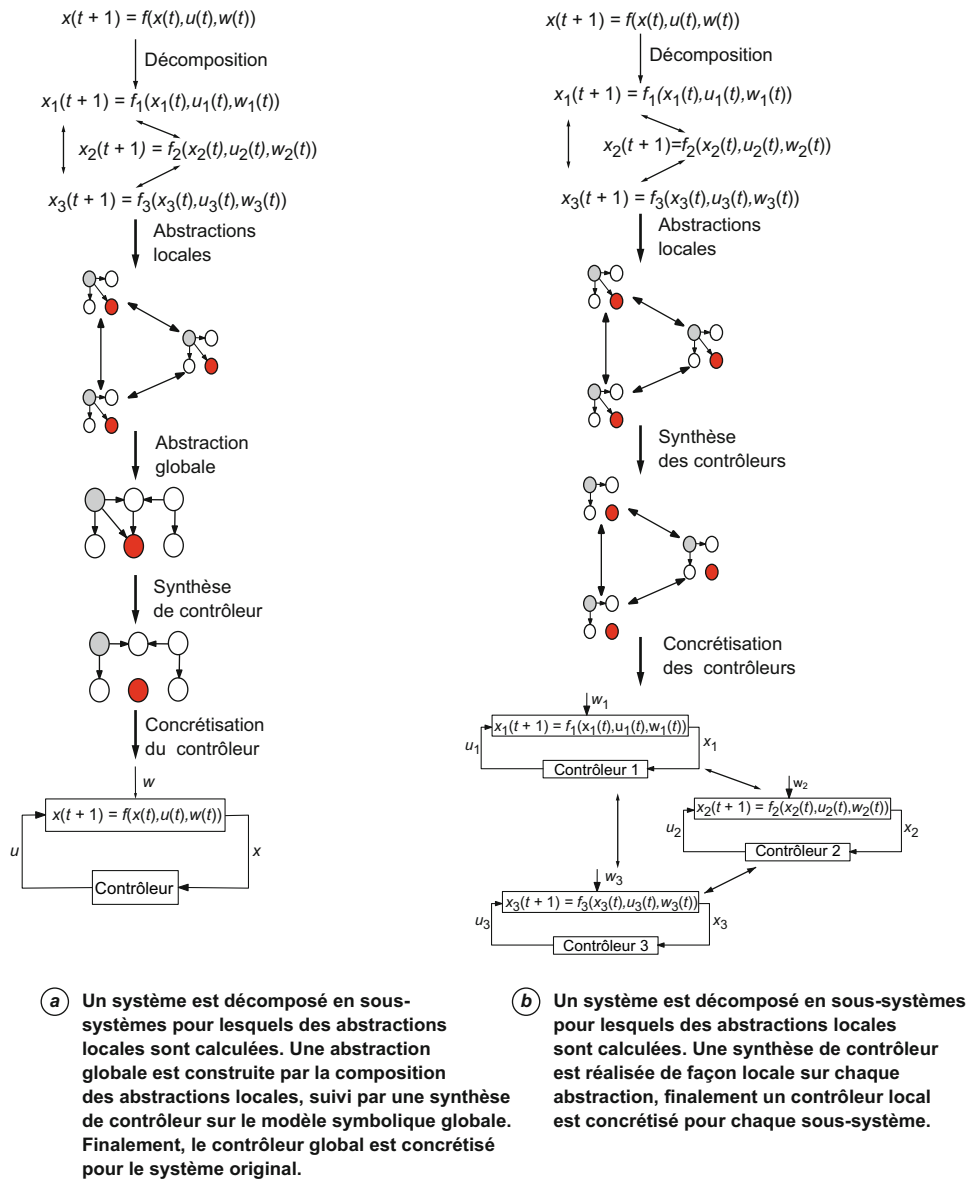 x(t + 1) = f(x(t),u(t),w(t))
Décomposition
x1(t + 1) = f1(x1(t),u1(t),w1(t))
x2(t + 1) = f2(x2(t),u2(t),w2(t))
x3(t + 1) = f3(x3(t),u3(t),w3(t))
Abstractions
locales
Abstraction
globale
Synthèse
de contrôleur
Concrétisation
du contrôleur
w
x(t + 1) = f(x(t),u(t),w(t))
u
x
Contrôleur
a Un système est décomposé en sous-
systèmes pour lesquels des abstractions
locales sont calculées. Une abstraction
globale est construite par la composition
des abstractions locales, suivi par une synthèse
de contrôleur sur le modèle symbolique globale.
Finalement, le contrôleur global est concrétisé
pour le système original.
x(t + 1) = f(x(t),u(t),w(t))
Décomposition
x1(t + 1) = f1(x1(t),u1(t),w1(t))
x2(t + 1)=f2(x2(t),u2(t),w2(t))
x3(t + 1) = f3(x3(t),u3(t),w3(t))
Abstractions
locales
Synthèse
des contrôleurs
Concrétisation
des contrôleurs
w1
x1(t + 1) = f1(x1(t),u1(t),w1(t))
u1
x1
Contrôleur 1
w2
x2(t + 1) = f2(x2(t),u2(t),w2(t))
u2
x2
Contrôleur 2
w3
x3(t + 1) = f3(x3(t),u3(t),w3(t))
u3
x3
Contrôleur 3
b Un système est décomposé en sous-systèmes
pour lesquels des abstractions locales
sont calculées. Une synthèse de contrôleur
est réalisée de façon locale sur chaque
abstraction, finalement un contrôleur local
est concrétisé pour chaque sous-système.